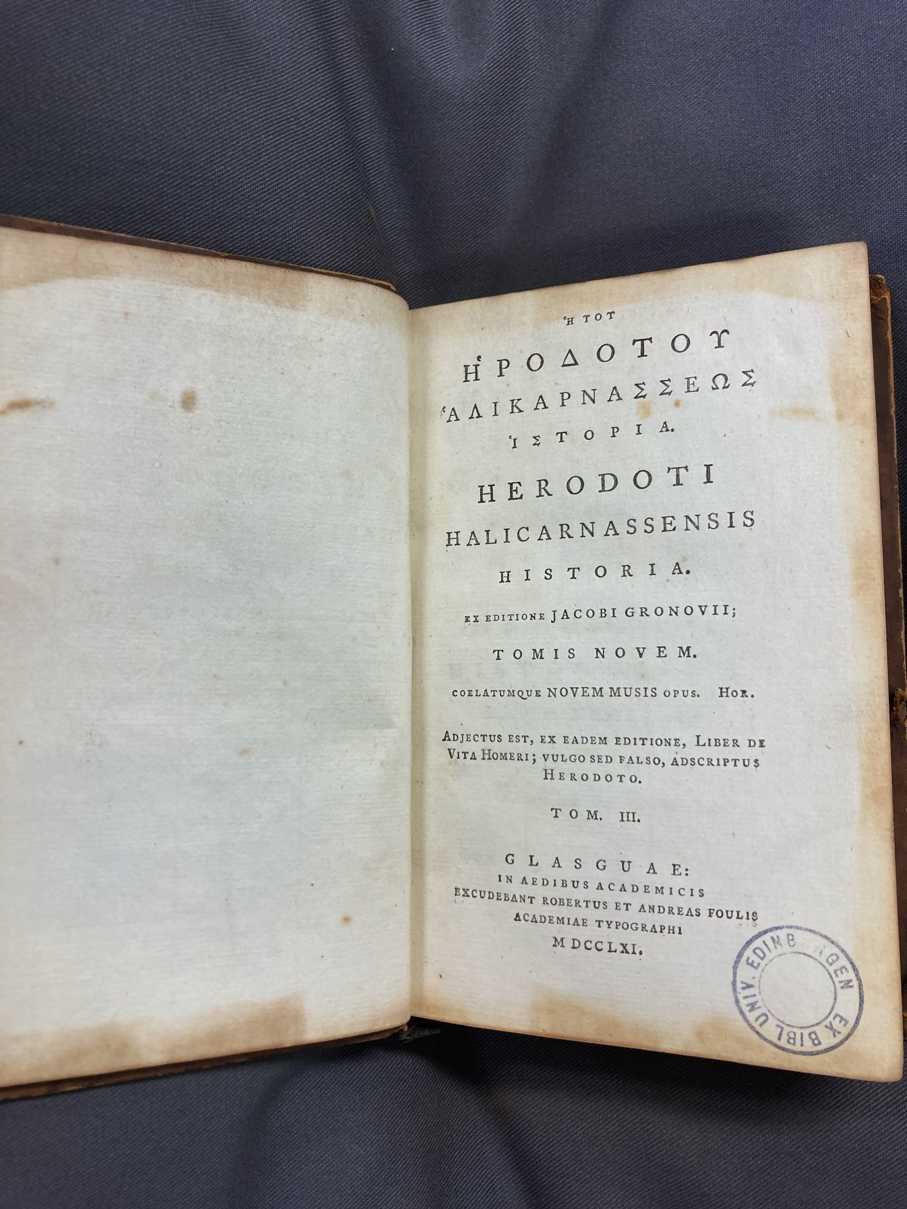 Ἡ ΤΟΥ
ἩΡΟΔΟΤΟΥ
ἉΛΙΚΑΡΝΑΣΣΕΩΣ
ἹΣΤΟΡΙΑ.
HERODOTI
HALICARNASSENSIS
HISTORIA.
EX EDITIONE JACOBI GRONOVII;
TOMIS NOVEM.
COELATUMQUE NOVEM MUSIS OPUS. HOR.
ADJECTUS EST, EX EADEM EDITIONE, LIBER DE
VITA HOMERI; VULGO SED FALSO, ADSCRIPTUS
HERODOTO.
TOM. III.
GLASGUAE:
IN AEDIBUS ACADEMICIS
EXCUDEBANT ROBERTUS ET ANDREAS FOULIS
ACADEMIAE TYPOGRAPHI
MDCCLXI.
EX BIBL UNIV. EDINB